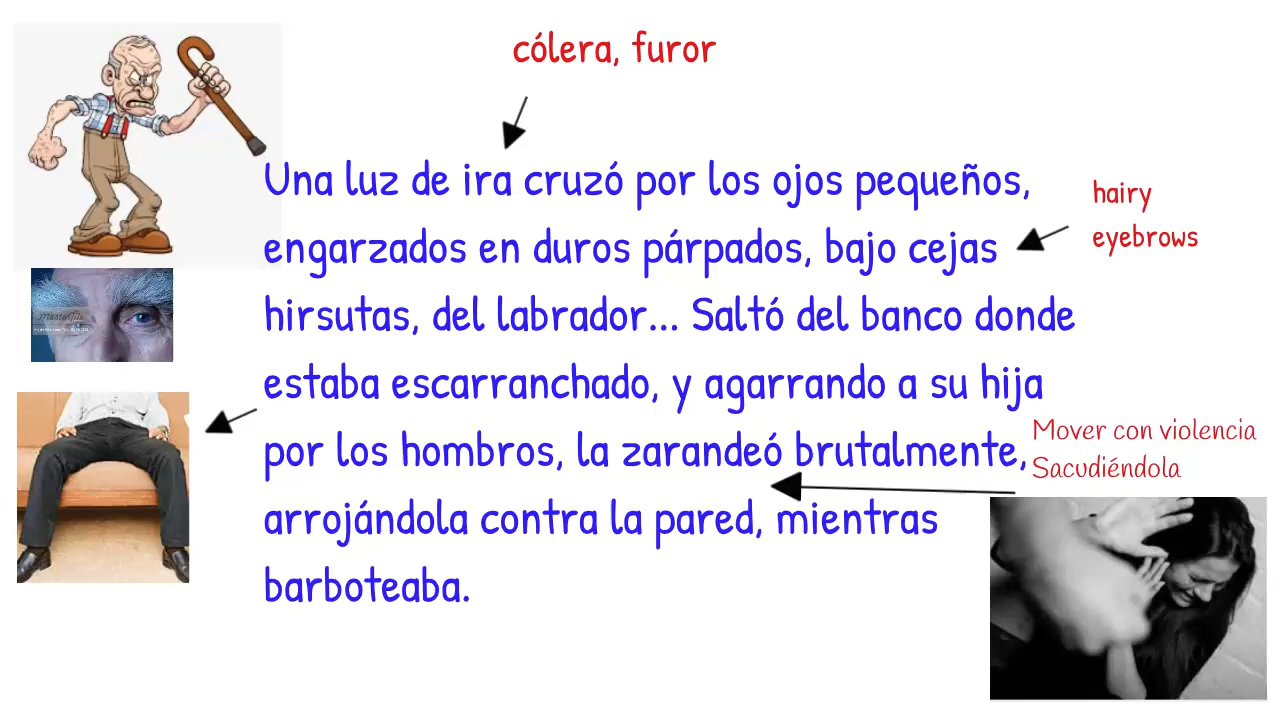 cólera, furor
Una luz de ira cruzó por los ojos pequeños,
hairy
eyebrows
engarzados en duros párpados, bajo cejas
hirsutas, del labrador... Saltó del banco donde
estaba escarranchado, y agarrando a su hija
por los hombros, la zarandeó brutalmente,
Mover con violencia
Sacudiéndola
arrojándola contra la pared, mientras
barboteaba.